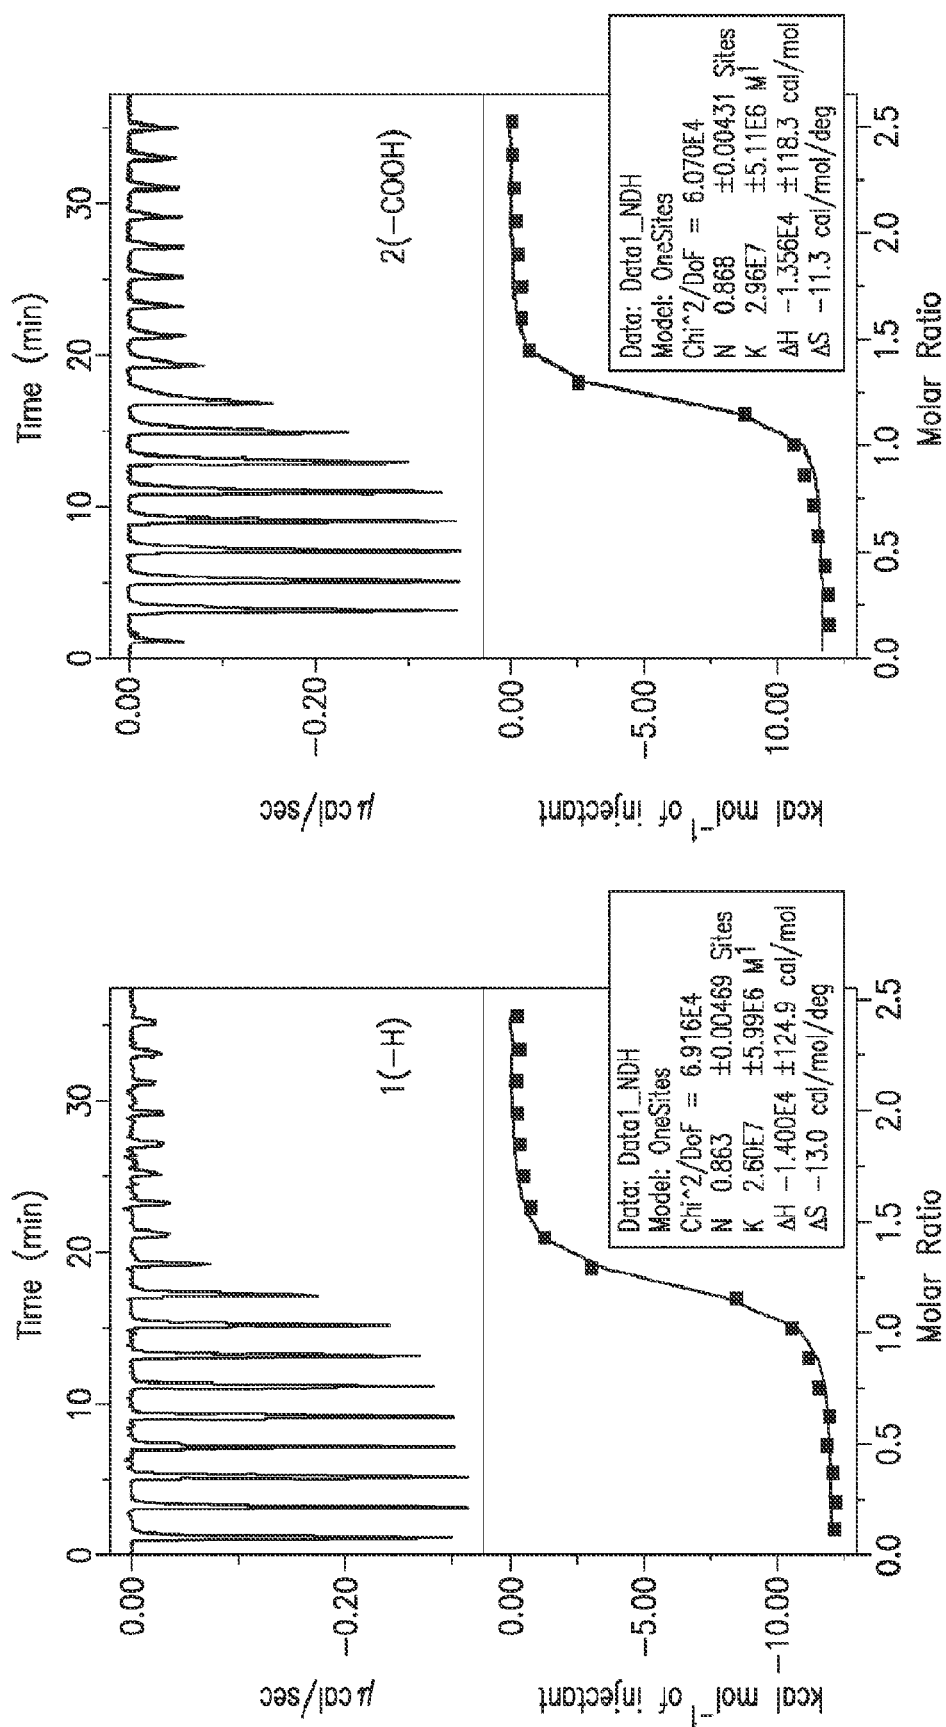 Time (min)
0 10 20 30
0.00
−0.20
μcal/sec
1(−H)
0.00
−5.00
−10.00
kcal mol⁻¹ of injectant
Data: Data1_NDH
Model: OneSites
Chi^2/DoF = 6.916E4
N 0.863 ±0.00469 Sites
K 2.60E7 ±5.99E6 M¹
ΔH −1.400E4 ±124.9 cal/mol
ΔS −13.0 cal/mol/deg
0.0 0.5 1.0 1.5 2.0 2.5
Molar Ratio
Time (min)
0 10 20 30
0.00
−0.20
μcal/sec
2(−COOH)
0.00
−5.00
10.00
kcal mol⁻¹ of injectant
Data: Data1_NDH
Model: OneSites
Chi^2/DoF = 6.070E4
N 0.868 ±0.00431 Sites
K 2.96E7 ±5.11E6 M¹
ΔH −1.356E4 ±118.3 cal/mol
ΔS −11.3 cal/mol/deg
0.0 0.5 1.0 1.5 2.0 2.5
Molar Ratio